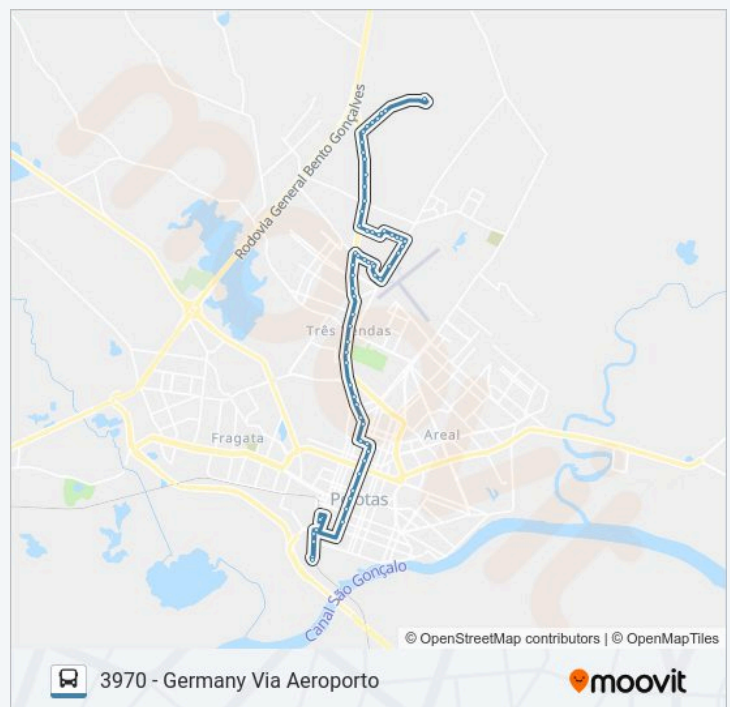 Rodovia General Bento Gonçalves
Três Vendas
Fragata
Areal
Pelotas
Canal São Gonçalo
© OpenStreetMap contributors | © OpenMapTiles
3970 - Germany Via Aeroporto
moovit